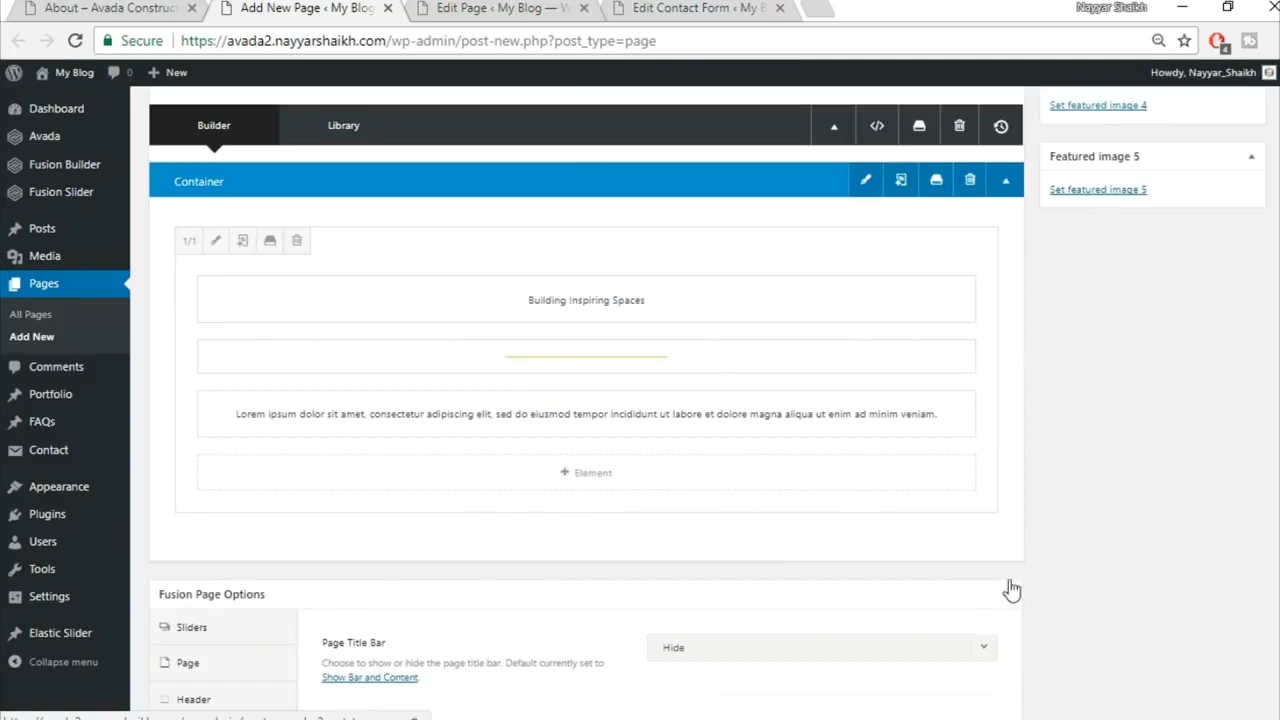 About – Avada Construct
Add New Page ‹ My Blog
Edit Page ‹ My Blog — W
Edit Contact Form ‹ My B
Nayyar Shaikh
Secure
https://avada2.nayyarshaikh.com/wp-admin/post-new.php?post_type=page
4
My Blog
0
New
Howdy, Nayyar_Shaikh
Dashboard
Avada
Fusion Builder
Fusion Slider
Posts
Media
Pages
All Pages
Add New
Comments
Portfolio
FAQs
Contact
Appearance
Plugins
Users
Tools
Settings
Elastic Slider
Collapse menu
Builder
Library
Container
1/1
Building Inspiring Spaces
Lorem ipsum dolor sit amet, consectetur adipiscing elit, sed do eiusmod tempor incididunt ut labore et dolore magna aliqua ut enim ad minim veniam.
Element
Fusion Page Options
Sliders
Page
Header
Page Title Bar
Choose to show or hide the page title bar. Default currently set to
Show Bar and Content.
Hide
Set featured image 4
Featured image 5
Set featured image 5